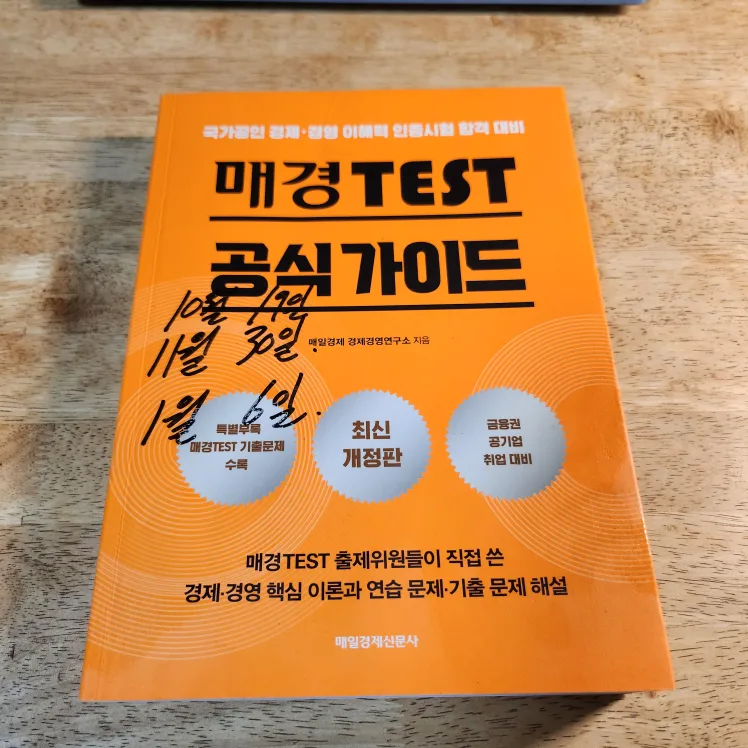 국가공인 경제·경영 이해력 인증시험 합격 대비
매경TEST
공식 가이드
10월 19일
11월 30일.
1월 6일.
매일경제 경제경영연구소 지음
특별부록
매경TEST 기출문제
수록
최신
개정판
금융권
공기업
취업 대비
매경TEST 출제위원들이 직접 쓴
경제·경영 핵심 이론과 연습 문제·기출 문제 해설
매일경제신문사